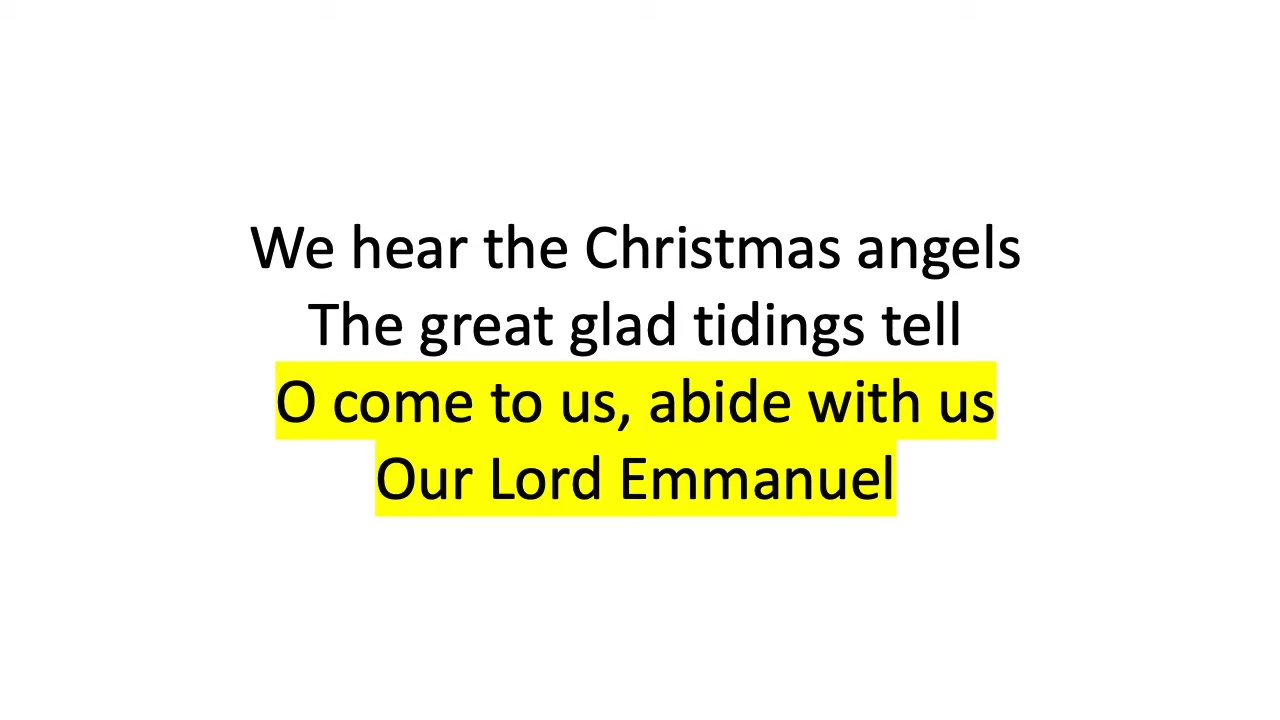 We hear the Christmas angels
The great glad tidings tell
O come to us, abide with us
Our Lord Emmanuel